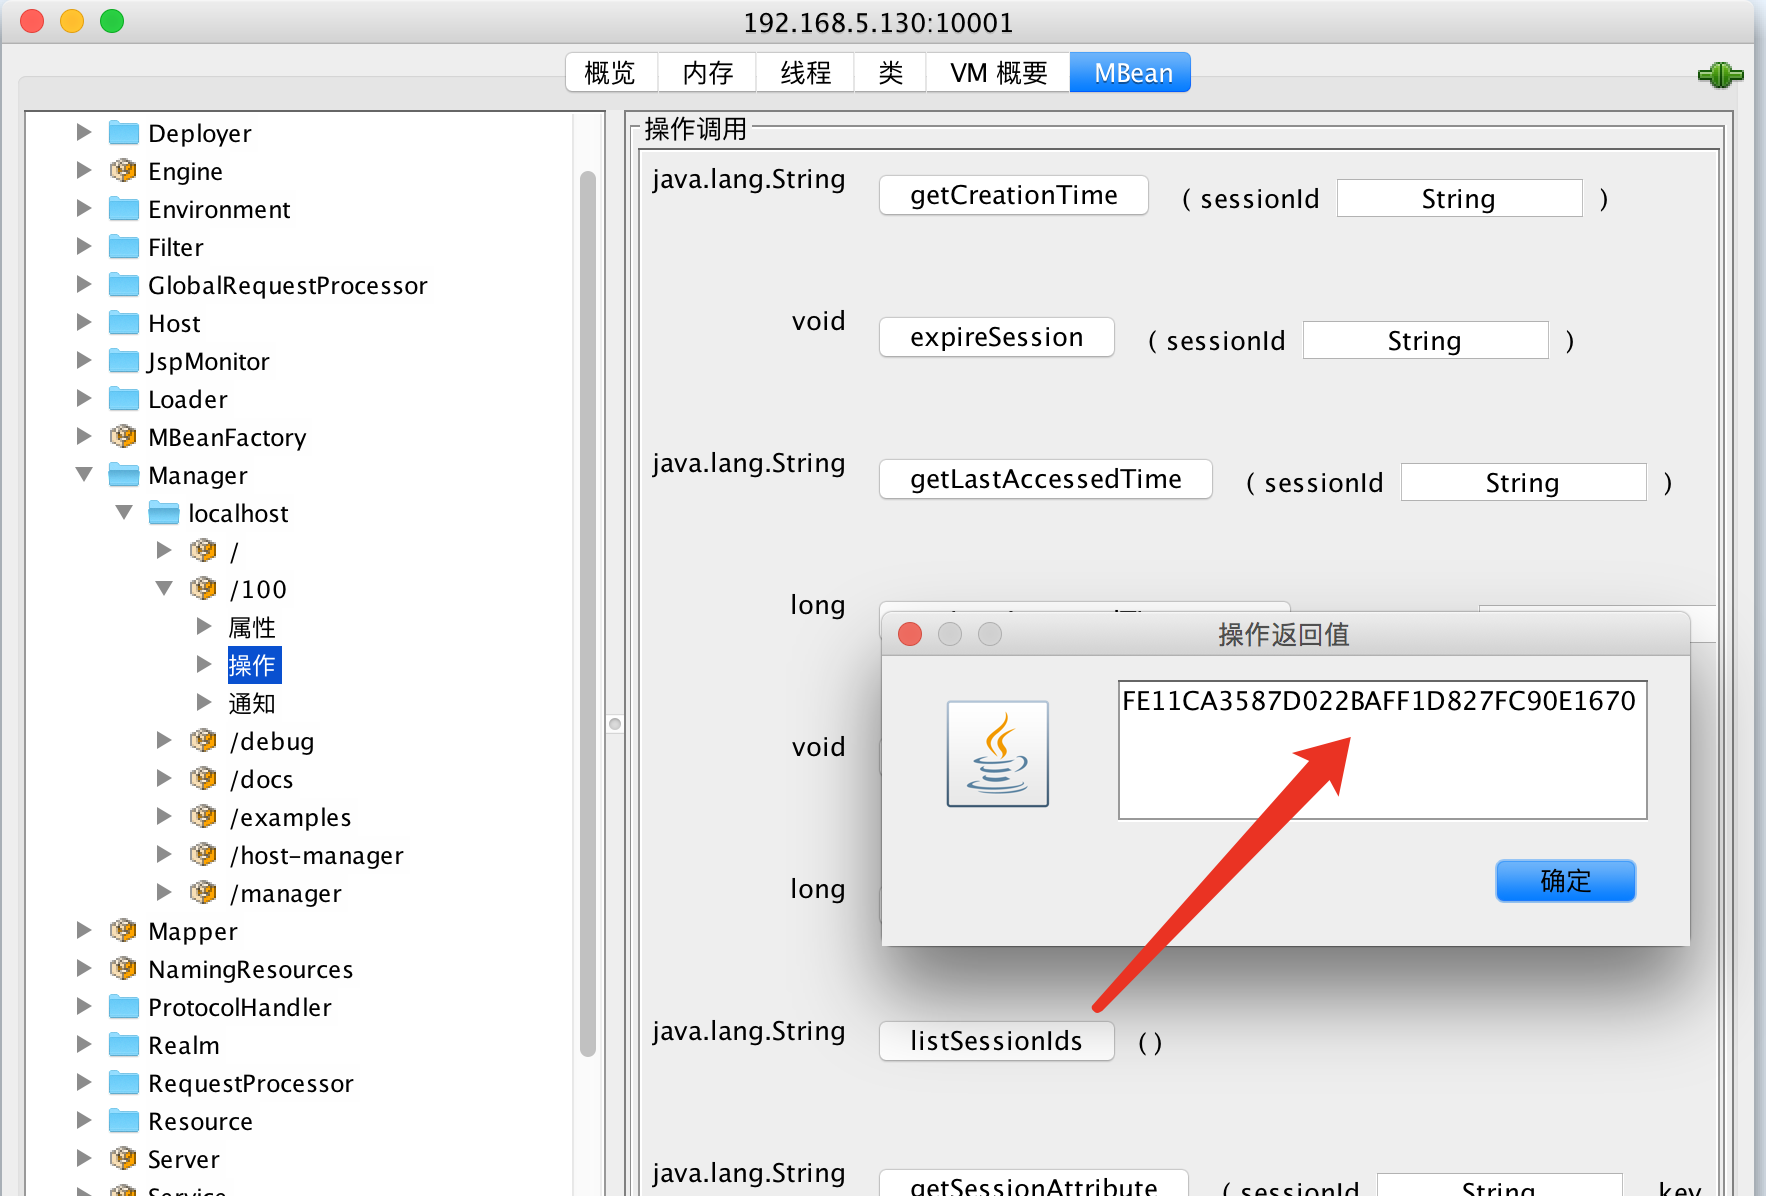 192.168.5.130:10001
概览 内存 线程 类 VM 概要 MBean
Deployer
Engine
Environment
Filter
GlobalRequestProcessor
Host
JspMonitor
Loader
MBeanFactory
Manager
localhost
/
/100
属性
操作
通知
/debug
/docs
/examples
/host-manager
/manager
Mapper
NamingResources
ProtocolHandler
Realm
RequestProcessor
Resource
Server
Service
操作调用
java.lang.String getCreationTime ( sessionId String )
void expireSession ( sessionId String )
java.lang.String getLastAccessedTime ( sessionId String )
long
void
long
java.lang.String listSessionIds ()
java.lang.String getSessionAttribute ( sessionId String key
操作返回值
FE11CA3587D022BAFF1D827FC90E1670
确定